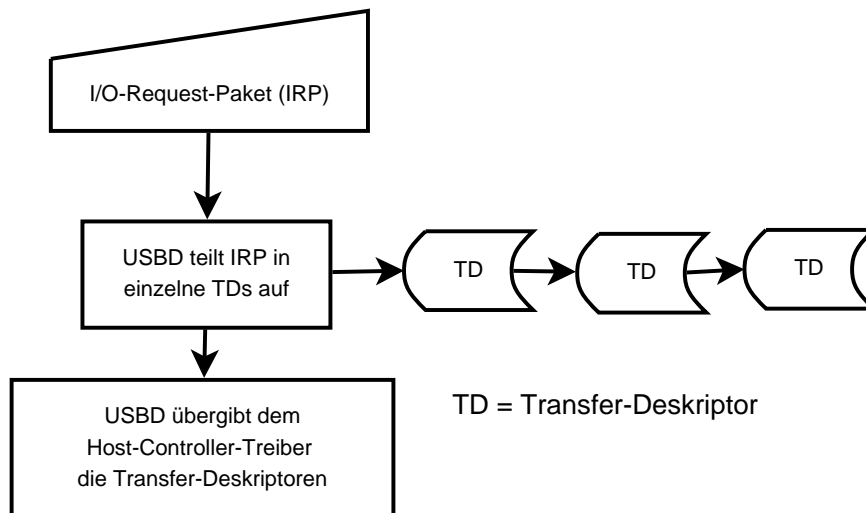 I/O-Request-Paket (IRP)
USBD teilt IRP in
einzelne TDs auf
TD
TD
TD
USBD übergibt dem
Host-Controller-Treiber
die Transfer-Deskriptoren
TD = Transfer-Deskriptor